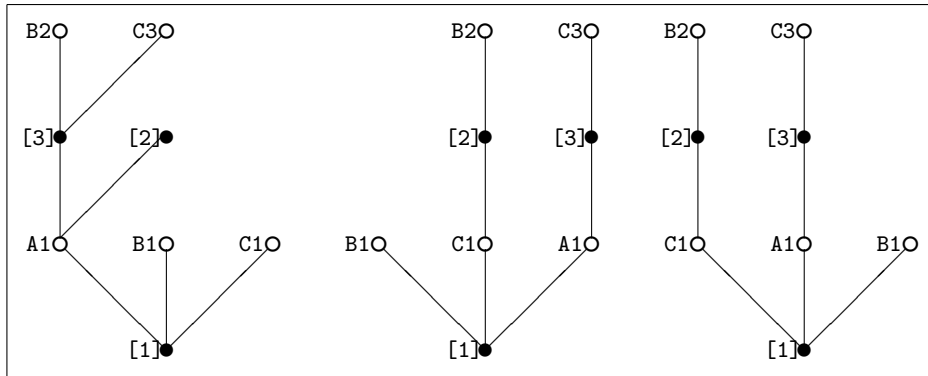 B2 C3 B2 C3 B2 C3
[3] [2] [2] [3] [2] [3]
A1 B1 C1 B1 C1 A1 C1 A1 B1
[1] [1] [1]